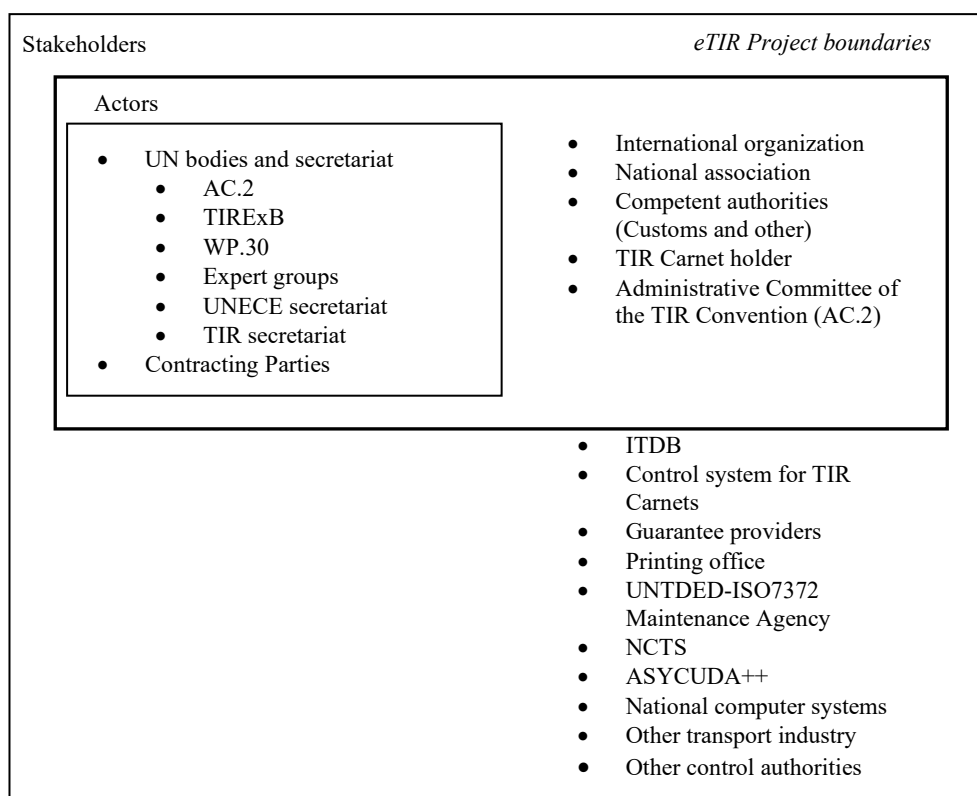 Stakeholders
eTIR Project boundaries
Actors
• UN bodies and secretariat
• AC.2
• TIRExB
• WP.30
• Expert groups
• UNECE secretariat
• TIR secretariat
• Contracting Parties
• International organization
• National association
• Competent authorities
(Customs and other)
• TIR Carnet holder
• Administrative Committee of
the TIR Convention (AC.2)
• ITDB
• Control system for TIR
Carnets
• Guarantee providers
• Printing office
• UNTDED-ISO7372
Maintenance Agency
• NCTS
• ASYCUDA++
• National computer systems
• Other transport industry
• Other control authorities